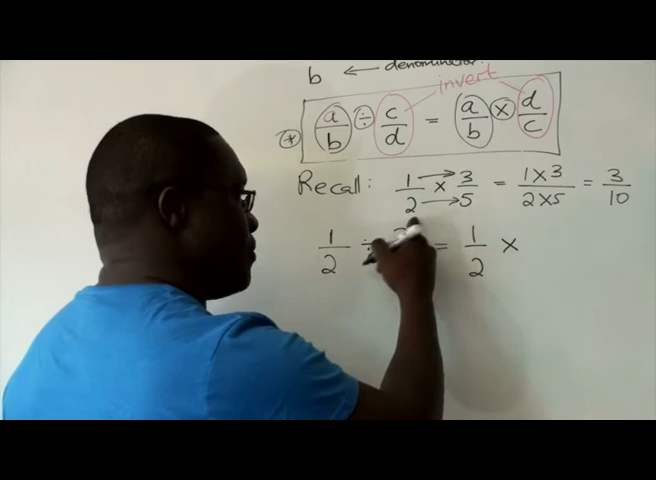 b ← denominator.
invert
* a/b ÷ c/d = a/b × d/c
Recall: 1/2 × 3/5 = 1×3/2×5 = 3/10
1/2 ÷ = 1/2 ×